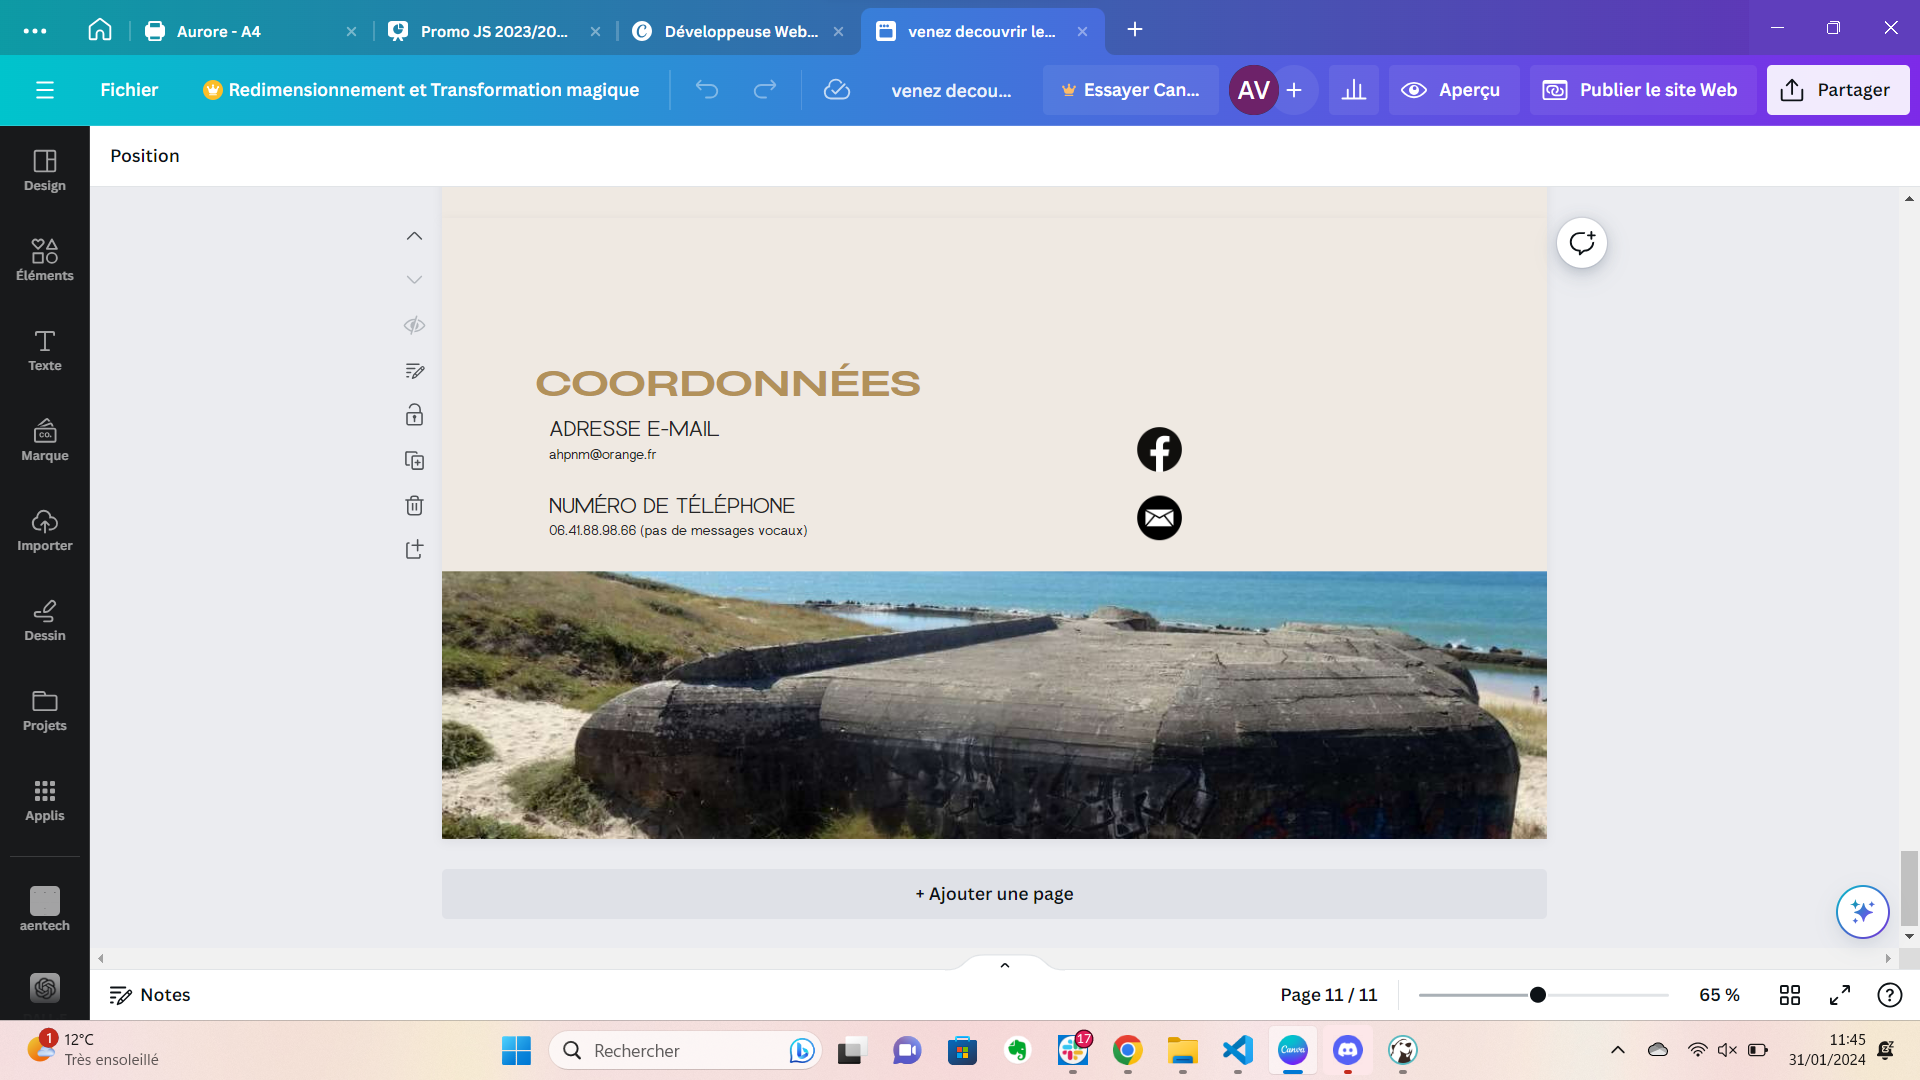 Aurore - A4
Promo JS 2023/20...
Développeuse Web...
venez decouvrir le...
Fichier
Redimensionnement et Transformation magique
venez decou...
Essayer Can...
AV
Aperçu
Publier le site Web
Partager
Position
Design
Éléments
Texte
CO.
Marque
Importer
Dessin
Projets
Applis
aentech
COORDONNÉES
ADRESSE E-MAIL
ahpnm@orange.fr
NUMÉRO DE TÉLÉPHONE
06.41.88.98.66 (pas de messages vocaux)
+ Ajouter une page
Notes
Page 11 / 11
65 %
1
12°C
Très ensoleillé
Rechercher
17
Canva
11:45
31/01/2024